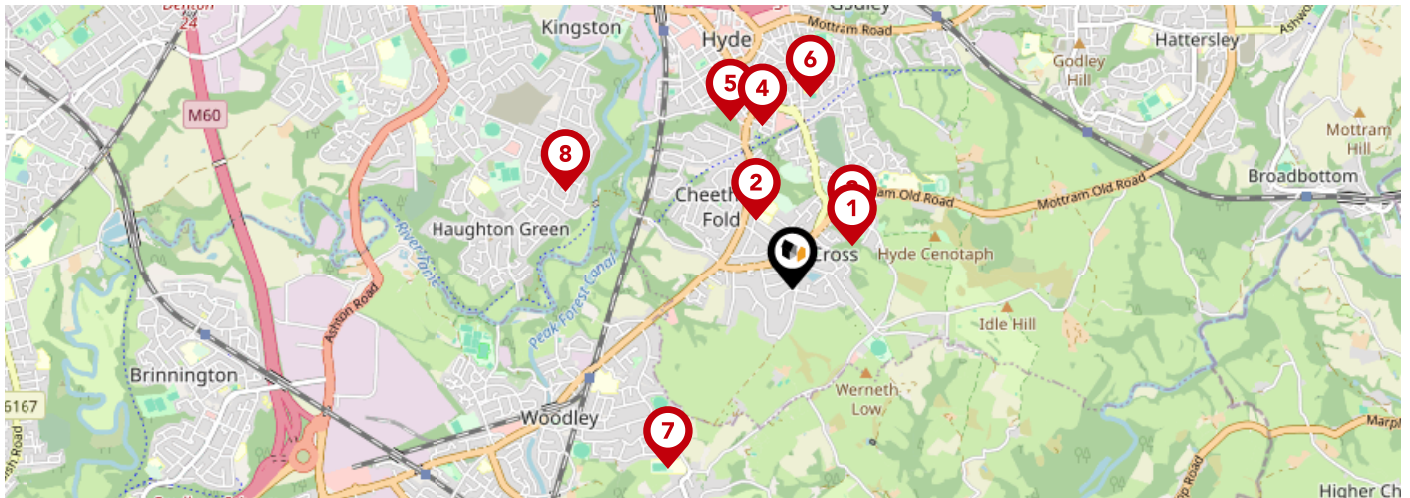 Denton
24
Kingston
Hyde
Godley
Mottram Road
Hattersley
Godley
Hill
M60
Mottram
Hill
Broadbottom
6
5
4
8
2
1
Mottram Old Road
Haughton Green
Fold
Cross
Hyde Cenotaph
River Tame
Peak Forest Canal
Ashton Road
Idle Hill
Brinnington
Werneth
Low
6167
Woodley
7
Higher Ch